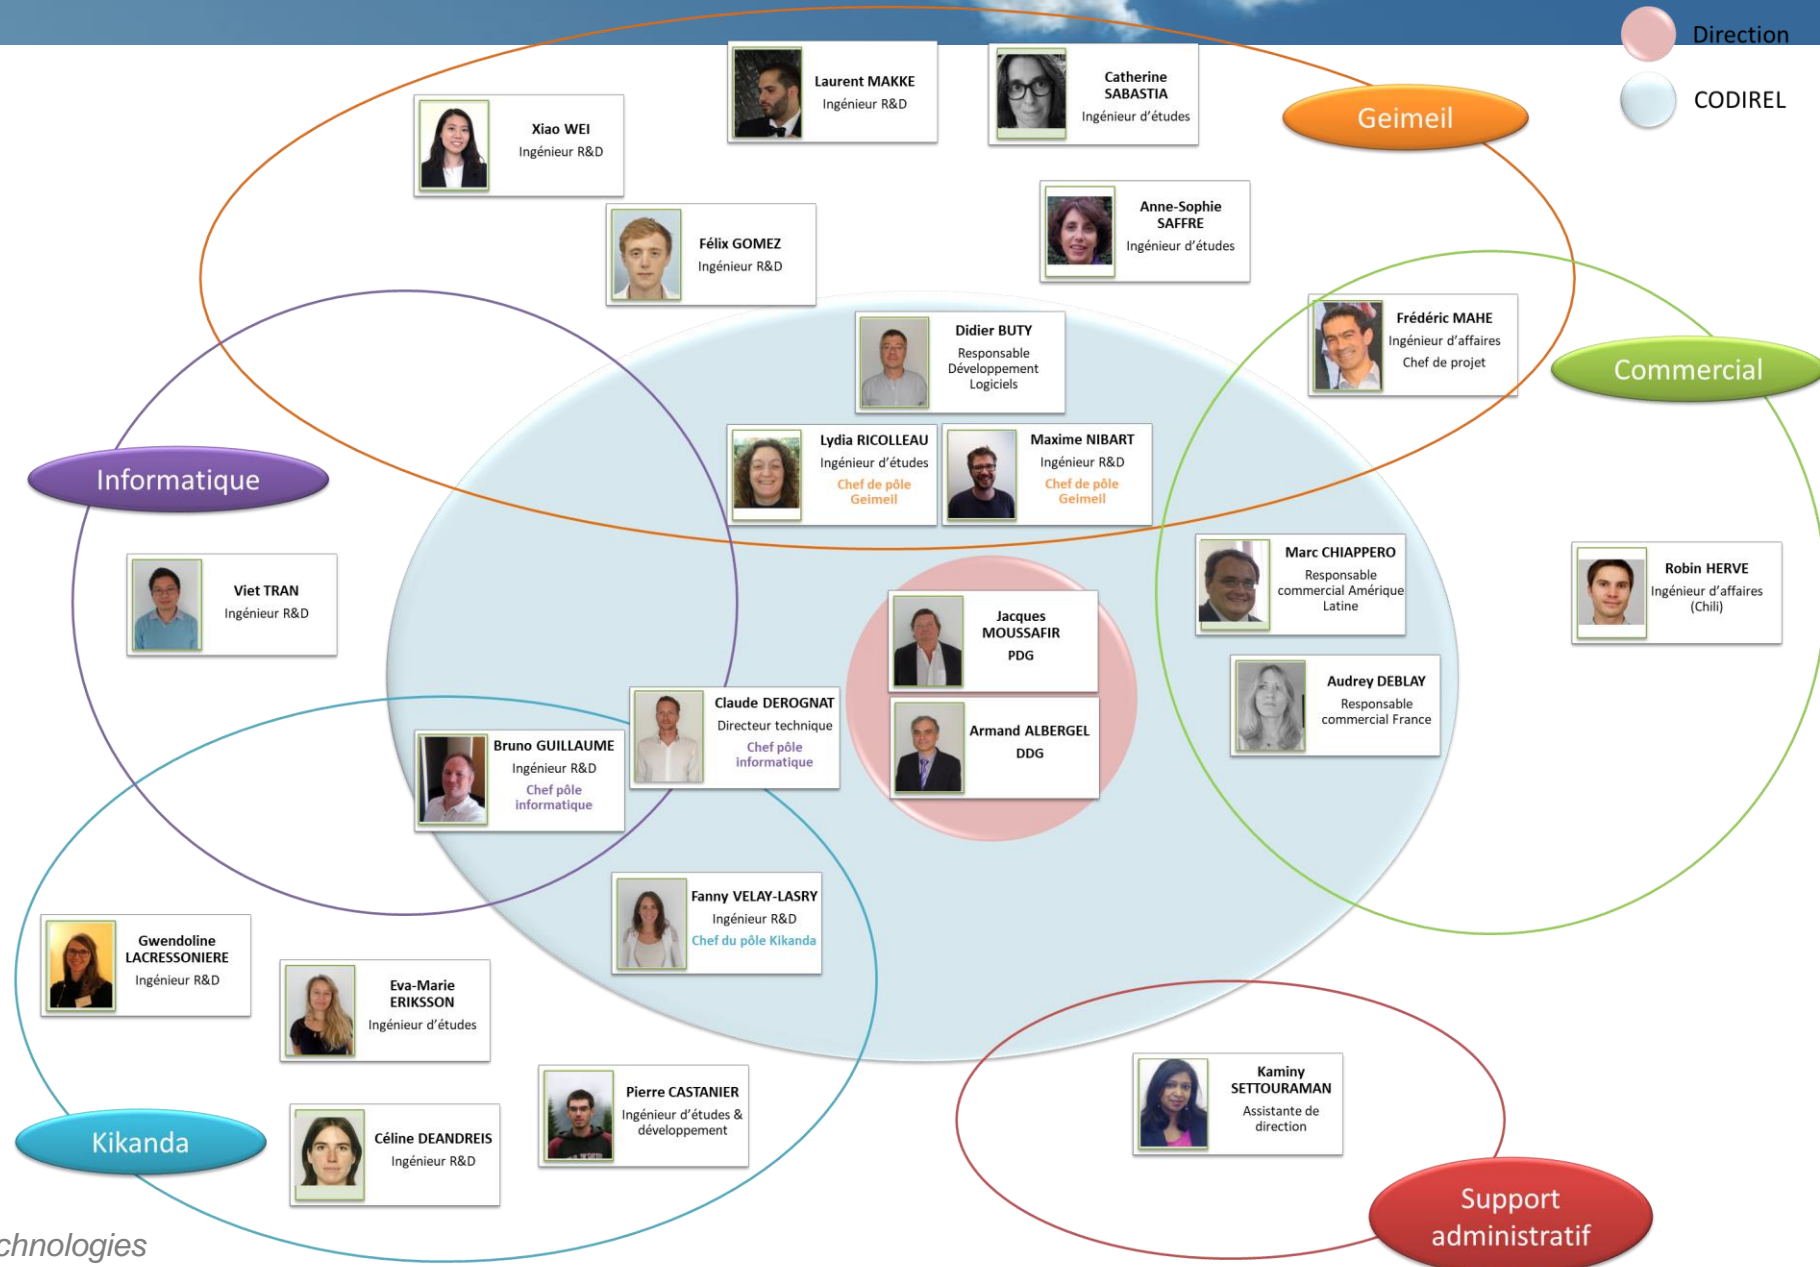 Direction
CODIREL
Geimeil
Laurent MAKKE
Ingénieur R&D
Catherine
SABASTIA
Ingénieur d'études
Xiao WEI
Ingénieur R&D
Anne-Sophie
SAFFRE
Ingénieur d'études
Félix GOMEZ
Ingénieur R&D
Didier BUTY
Responsable
Développement
Logiciels
Frédéric MAHE
Ingénieur d'affaires
Chef de projet
Commercial
Lydia RICOLLEAU
Ingénieur d'études
Chef de pôle
Geimeil
Maxime NIBART
Ingénieur R&D
Chef de pôle
Geimeil
Informatique
Viet TRAN
Ingénieur R&D
Marc CHIAPPERO
Responsable
commercial Amérique
Latine
Robin HERVE
Ingénieur d'affaires
(Chili)
Jacques
MOUSSAFIR
PDG
Audrey DEBLAY
Responsable
commercial France
Claude DEROGNAT
Directeur technique
Chef pôle
informatique
Armand ALBERGEL
DDG
Bruno GUILLAUME
Ingénieur R&D
Chef pôle
informatique
Fanny VELAY-LASRY
Ingénieur R&D
Chef du pôle Kikanda
Gwendoline
LACRESSONIERE
Ingénieur R&D
Eva-Marie
ERIKSSON
Ingénieur d'études
Kaminy
SETTOURAMAN
Assistante de
direction
Pierre CASTANIER
Ingénieur d'études &
développement
Céline DEANDREIS
Ingénieur R&D
Kikanda
Support
administratif
chnologies